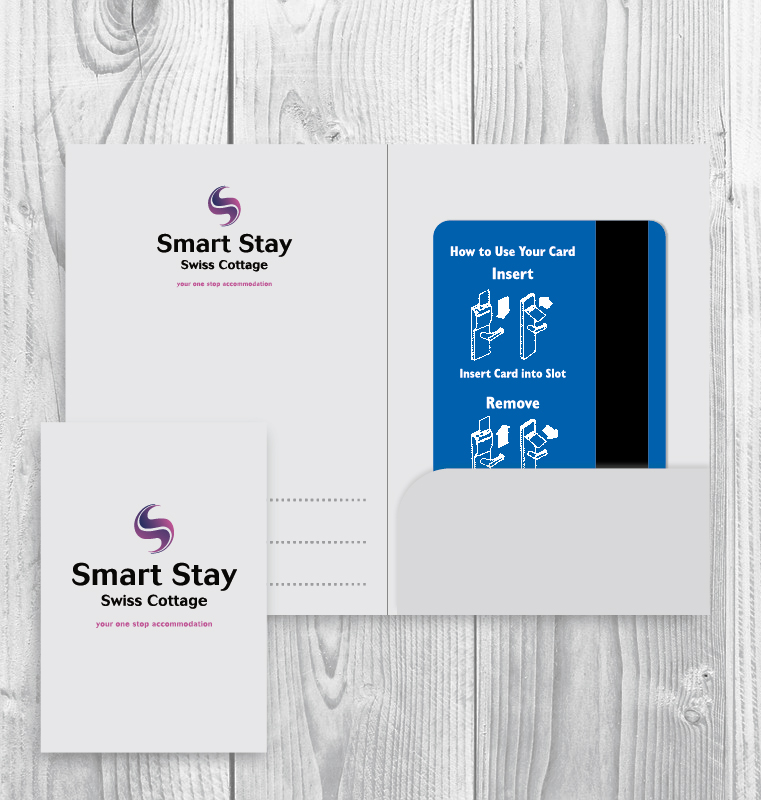 Smart Stay
Swiss Cottage
your one stop accommodation
How to Use Your Card
Insert
Insert Card into Slot
Remove
Smart Stay
Swiss Cottage
your one stop accommodation